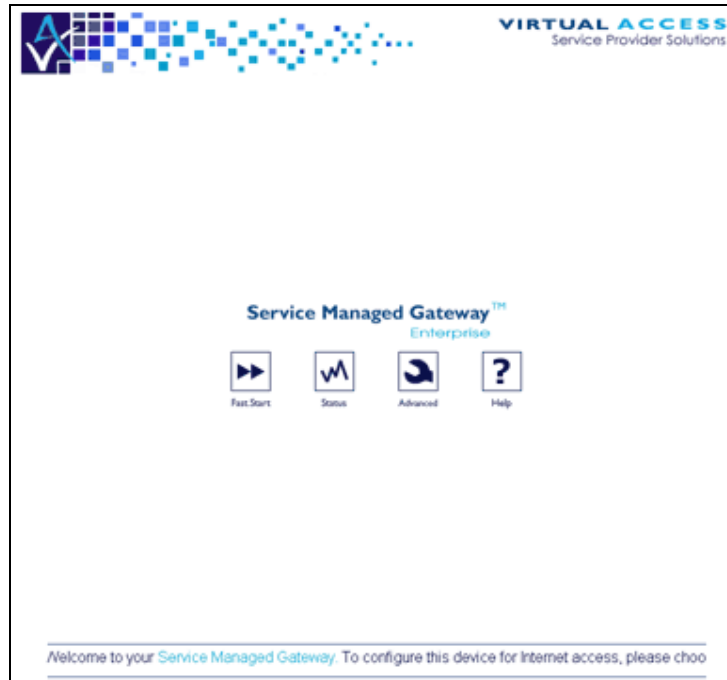 VIRTUAL ACCESS
Service Provider Solutions
Service Managed Gateway™
Enterprise
Fast.Start Status Advanced Help
?
Welcome to your Service Managed Gateway. To configure this device for Internet access, please choo